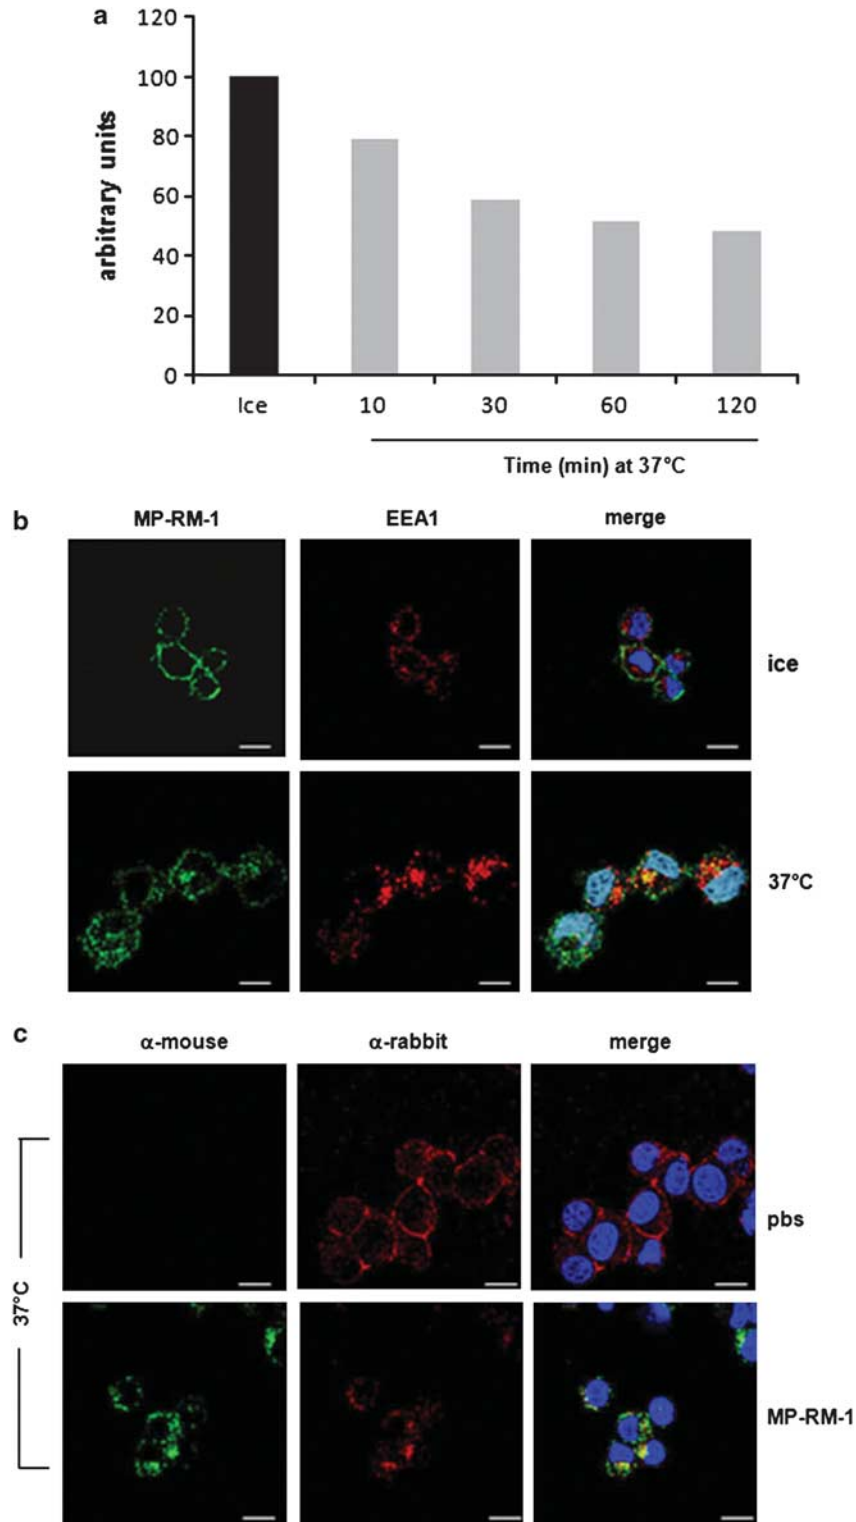 a
120
100
80
60
40
20
0
arbitrary units
Ice 10 30 60 120
Time (min) at 37°C
b
MP-RM-1 EEA1 merge
ice
37°C
c
α-mouse α-rabbit merge
37°C
pbs
MP-RM-1